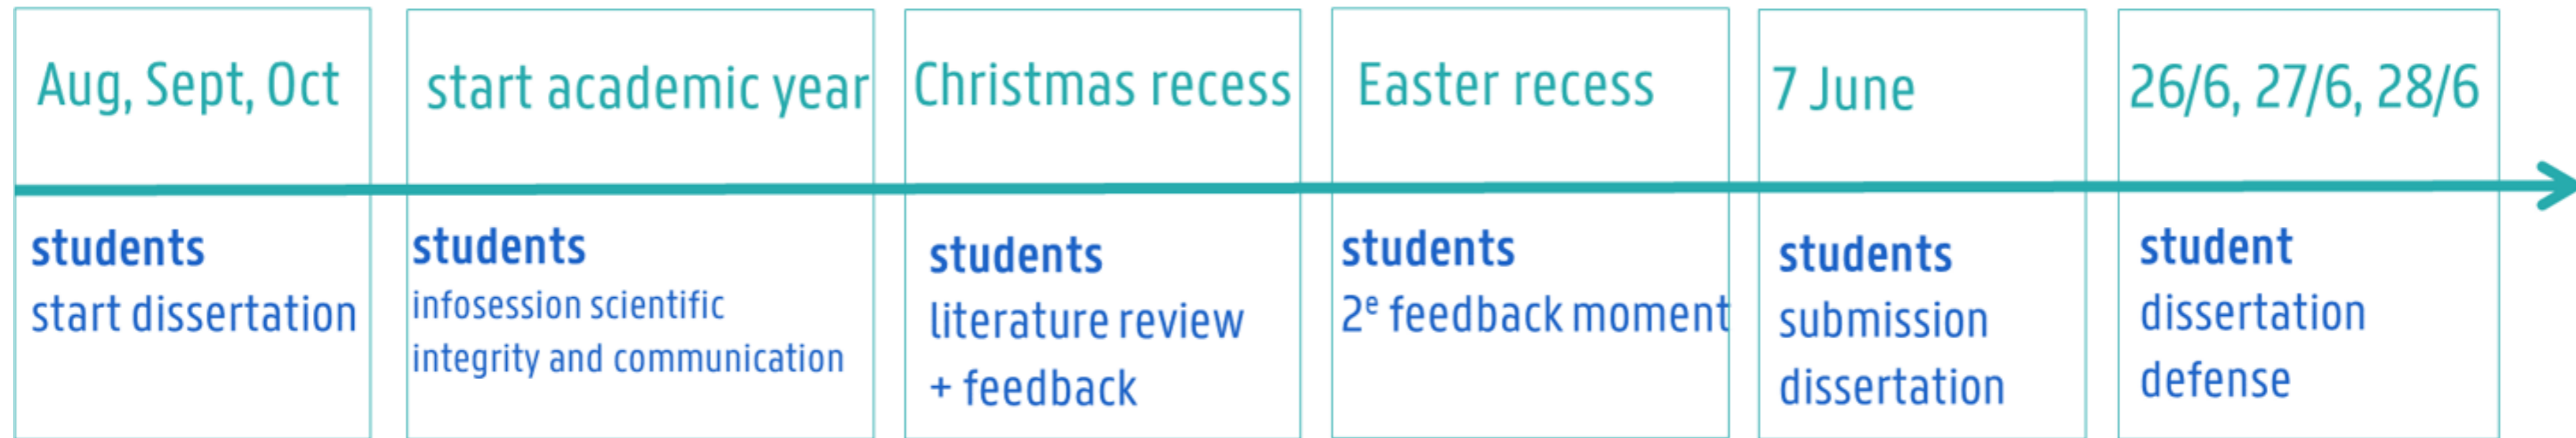 Aug, Sept, Oct
start academic year
Christmas recess
Easter recess
7 June
26/6, 27/6, 28/6
students
start dissertation
students
infosession scientific
integrity and communication
students
literature review
+ feedback
students
2ᵉ feedback moment
students
submission
dissertation
student
dissertation
defense